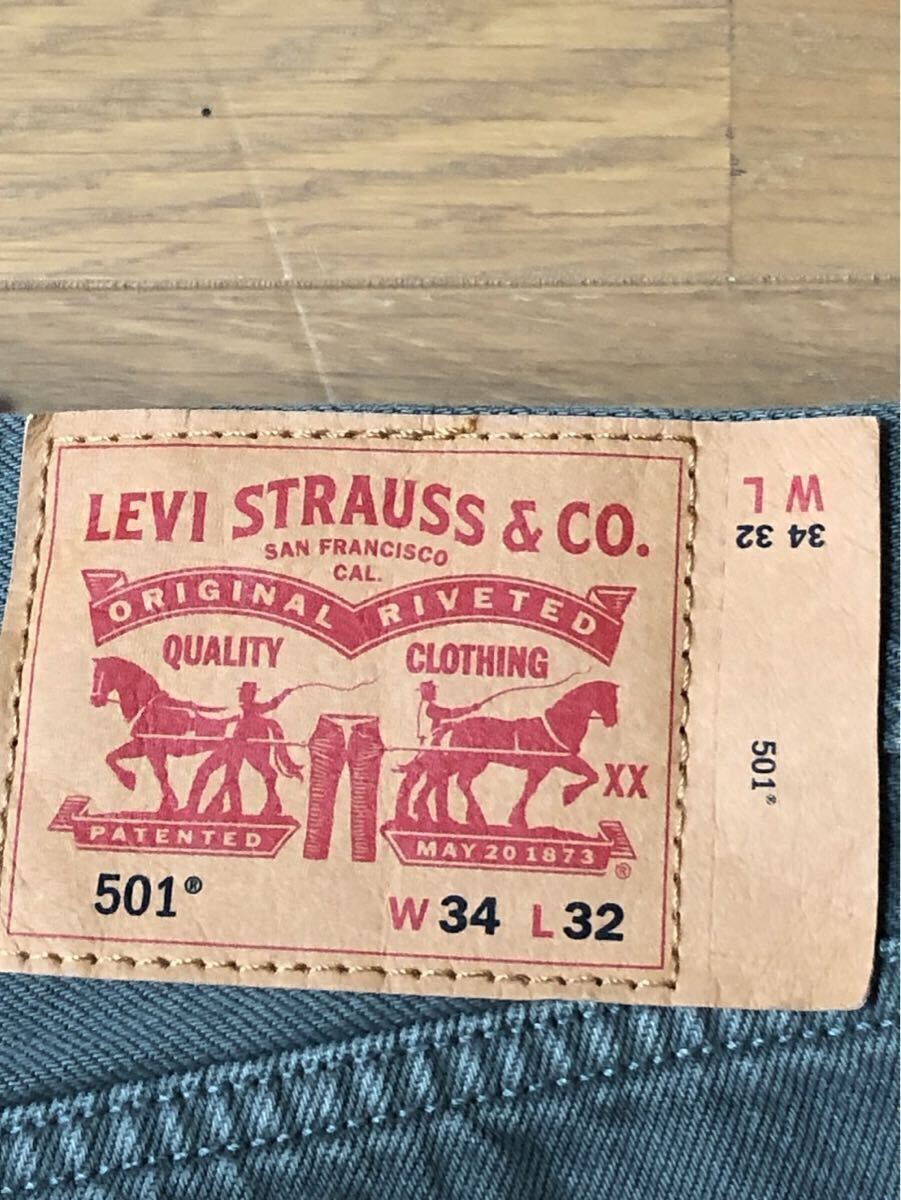 LEVI STRAUSS & CO.
SAN FRANCISCO
CAL.
ORIGINAL RIVETED
QUALITY CLOTHING
XX
PATENTED MAY 20 1873 ®
501® W 34 L 32
W L
34 32
501®